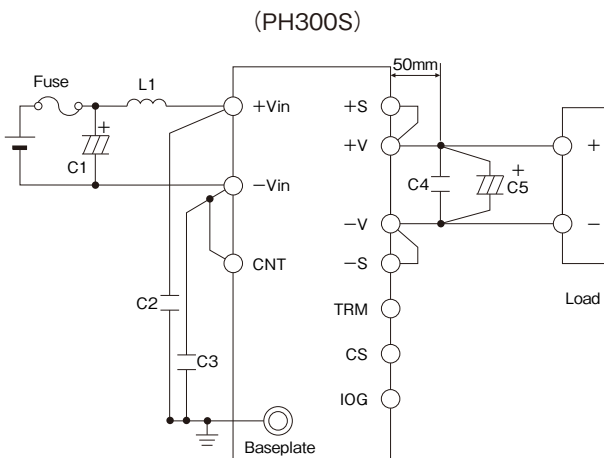 (PH300S)
50mm
Fuse
L1
+Vin
+S
+
C1
+V
+
C4
+
C5
−Vin
−V
−
CNT
−S
Load
C2
TRM
C3
CS
IOG
Baseplate